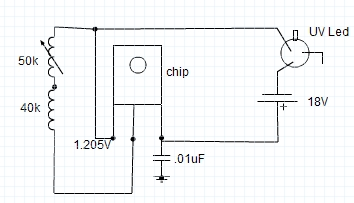 UV Led
50k
chip
40k
18V
+
1.205V
.01uF